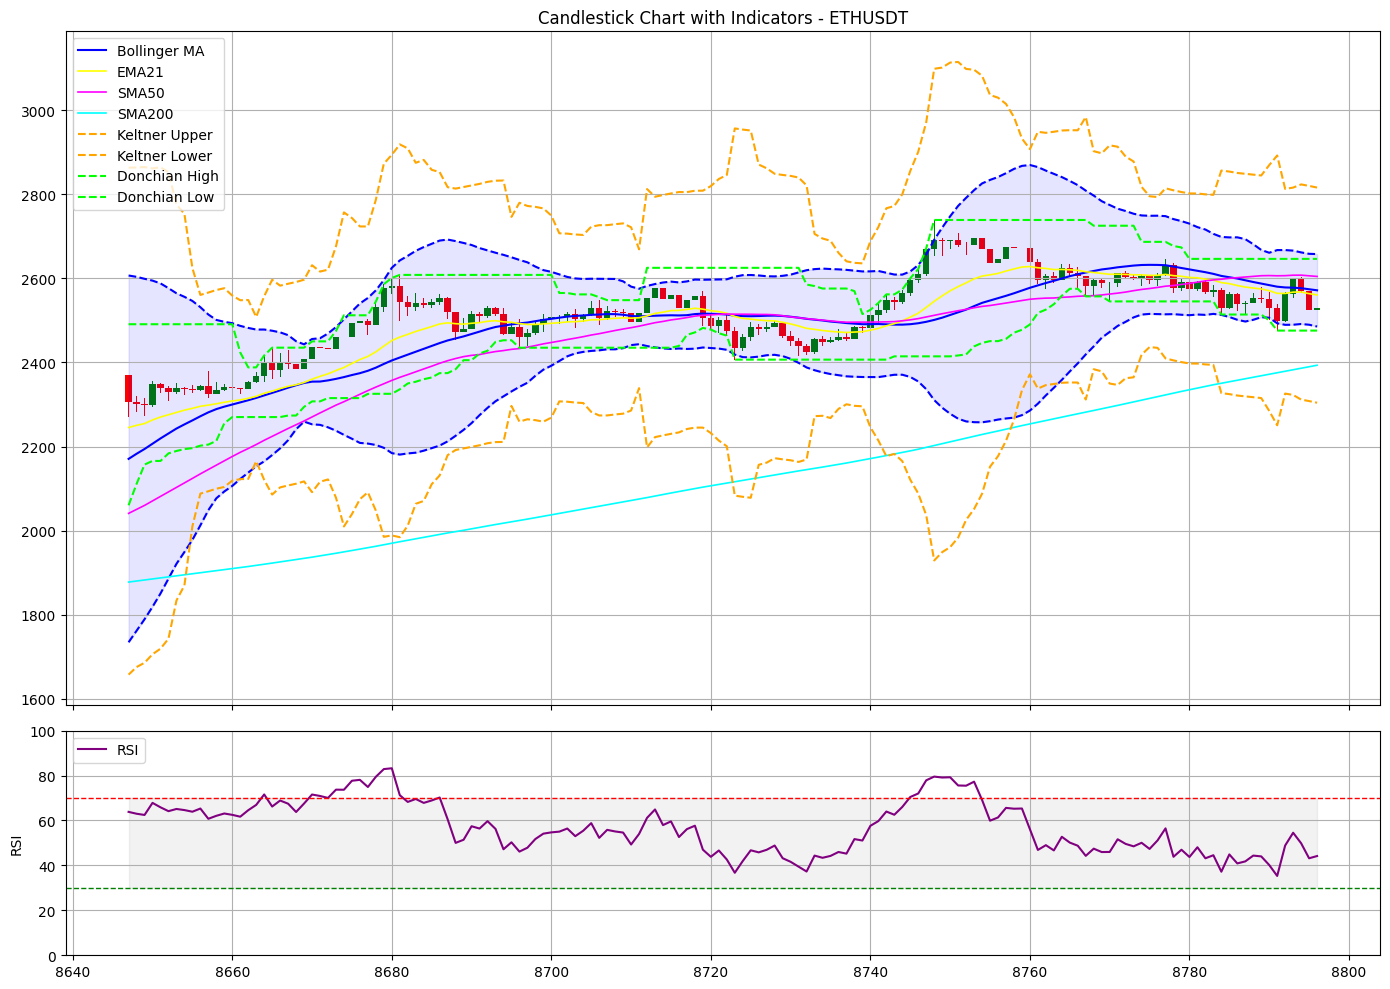 Candlestick Chart with Indicators - ETHUSDT
Bollinger MA
EMA21
SMA50
SMA200
Keltner Upper
Keltner Lower
Donchian High
Donchian Low
3000
2800
2600
2400
2200
2000
1800
1600
RSI
100
80
60
40
20
0
RSI
8640
8660
8680
8700
8720
8740
8760
8780
8800